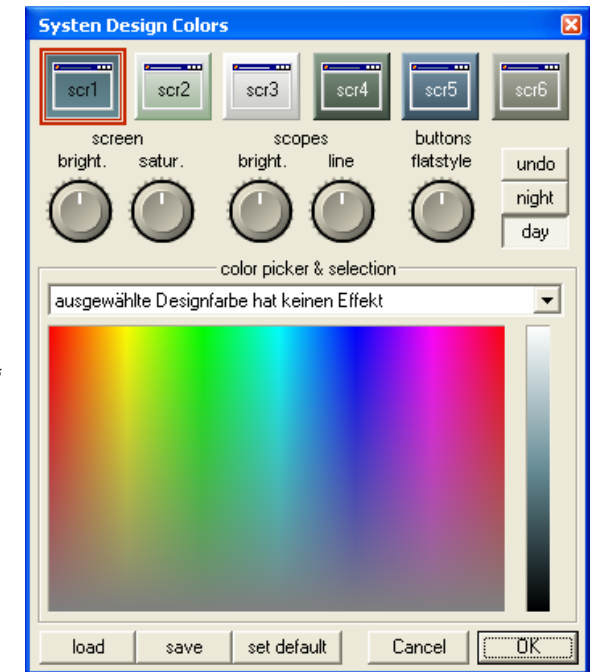 Systen Design Colors
scr1 scr2 scr3 scr4 scr5 scr6
screen scopes buttons
bright. satur. bright. line flatstyle
undo
night
day
color picker & selection
ausgewählte Designfarbe hat keinen Effekt
load save set default Cancel OK